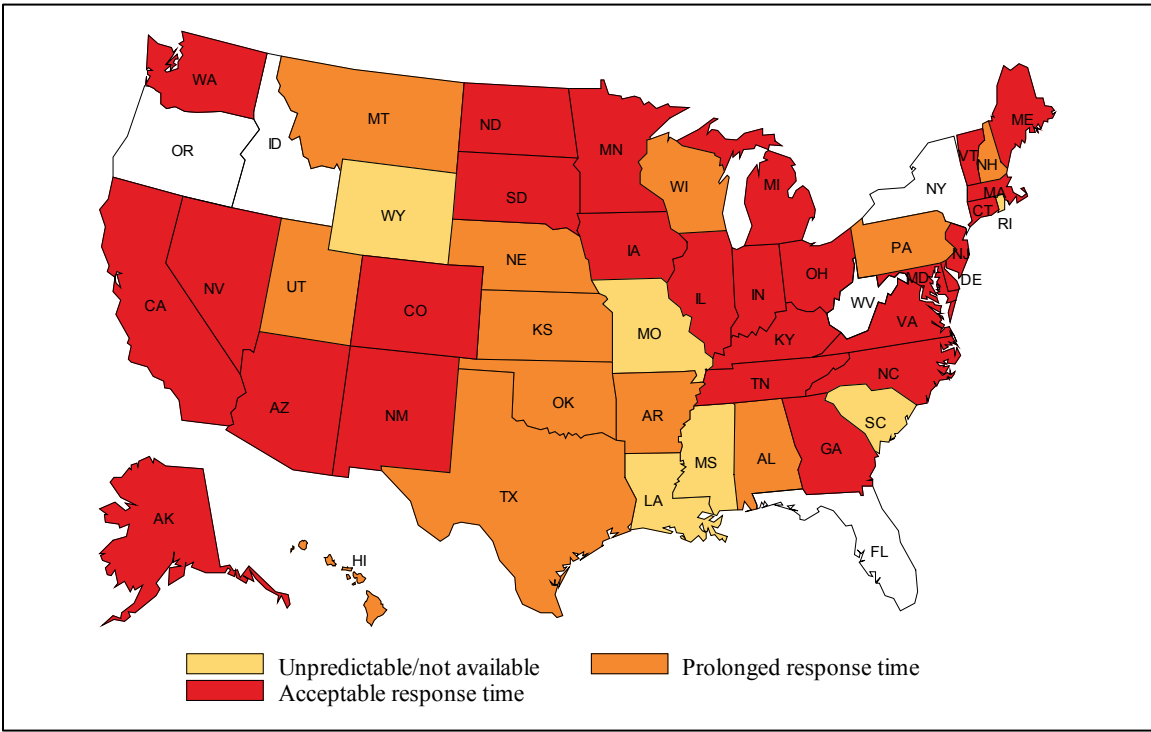 WA
ME
MT
ND
VT
MN
NH
OR
ID
WI
MA
NY
MI
SD
CT
WY
RI
PA
IA
NE
NJ
OH
MD
DE
UT
IN
IL
WV
NV
CA
CO
VA
KS
MO
KY
NC
TN
OK
AZ
NM
AR
SC
GA
AL
MS
TX
LA
AK
FL
HI
Unpredictable/not available
Prolonged response time
Acceptable response time